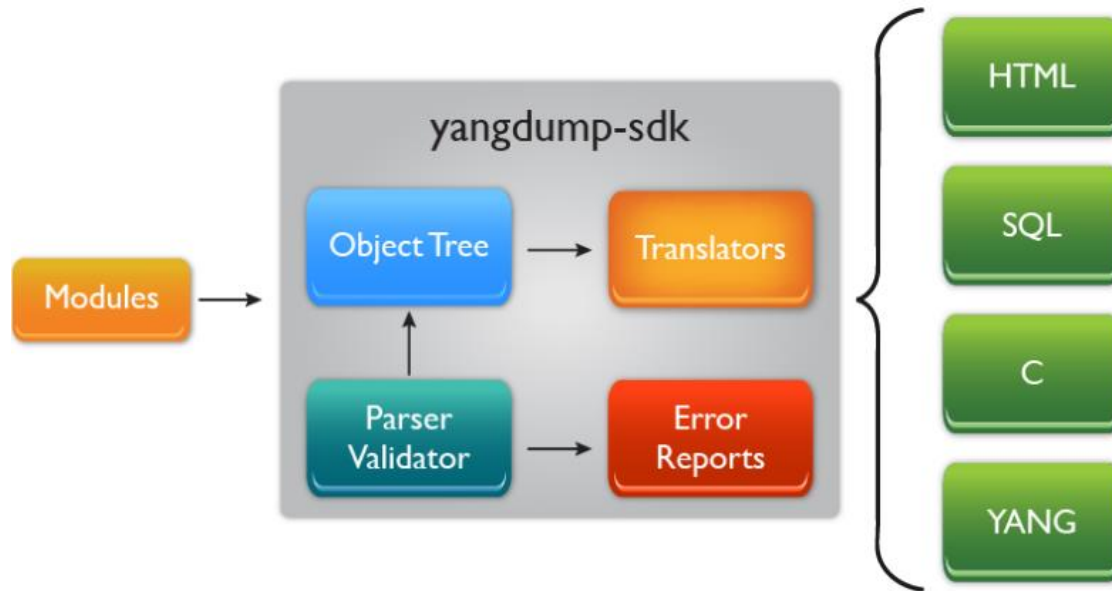 yangdump-sdk
Modules
Object Tree
Translators
Parser
Validator
Error
Reports
HTML
SQL
C
YANG